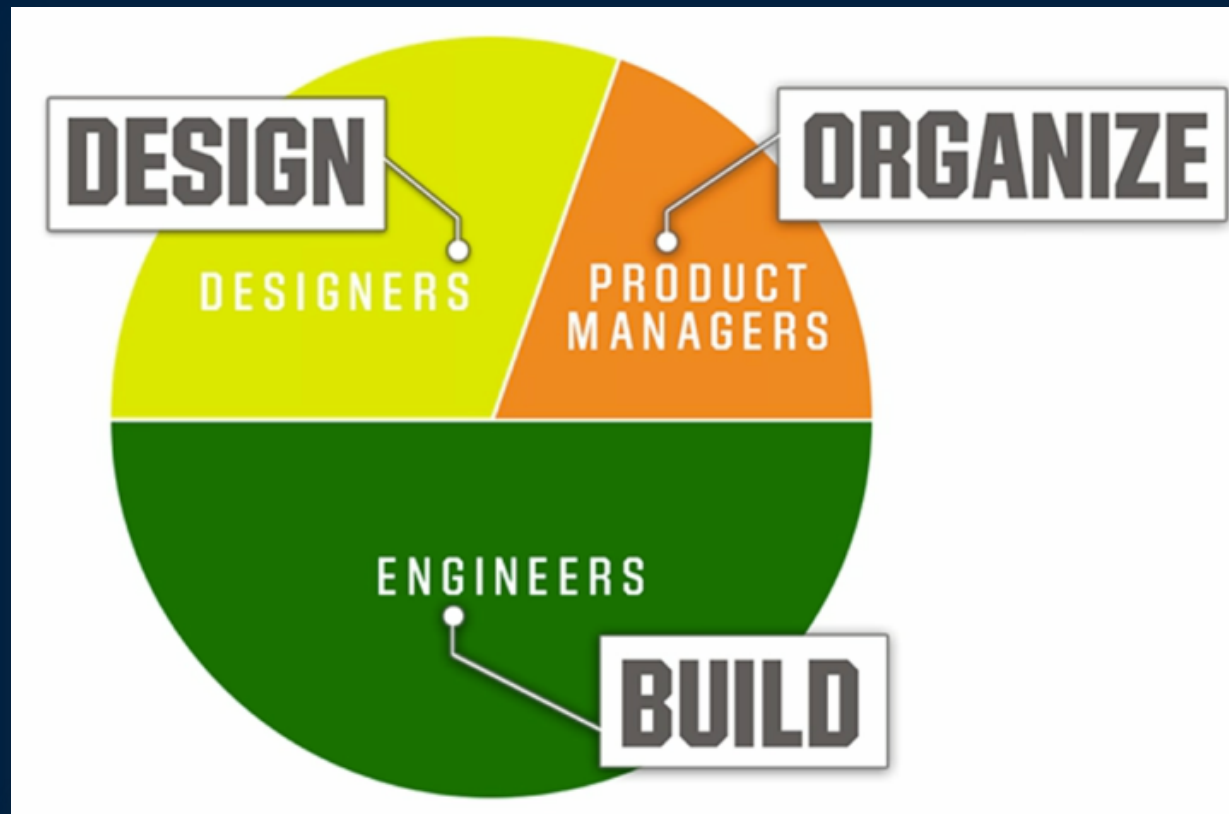 DESIGN
ORGANIZE
DESIGNERS
PRODUCT
MANAGERS
ENGINEERS
BUILD